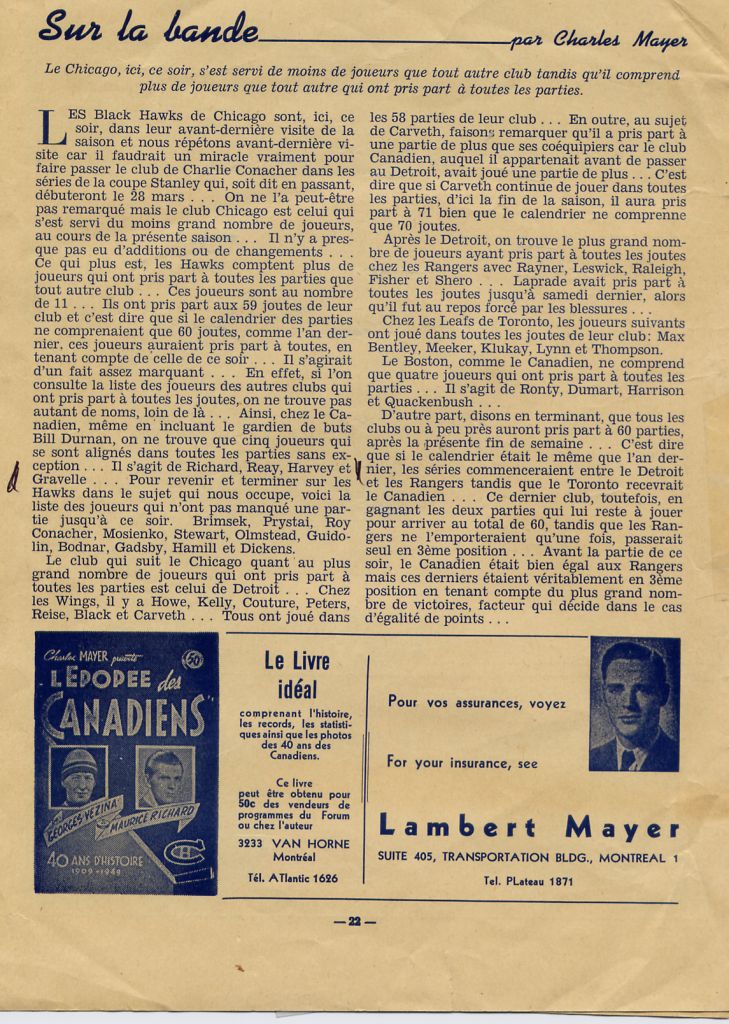 Sur la bande
par Charles Mayer
Le Chicago, ici, ce soir, s'est servi de moins de joueurs que tout autre club tandis qu'il comprend
plus de joueurs que tout autre qui ont pris part à toutes les parties.
LES Black Hawks de Chicago sont, ici, ce
soir, dans leur avant-dernière visite de la
saison et nous répétons avant-dernière vi-
site car il faudrait un miracle vraiment pour
faire passer le club de Charlie Conacher dans les
séries de la coupe Stanley qui, soit dit en passant,
débuteront le 28 mars . . . On ne l'a peut-être
pas remarqué mais le club Chicago est celui qui
s'est servi du moins grand nombre de joueurs,
au cours de la présente saison . . . Il n'y a pres-
que pas eu d'additions ou de changements . . .
Ce qui plus est, les Hawks comptent plus de
joueurs qui ont pris part à toutes les parties que
tout autre club . . . Ces joueurs sont au nombre
de 11 . . . Ils ont pris part aux 59 joutes de leur
club et c'est dire que si le calendrier des parties
ne comprenaient que 60 joutes, comme l'an der-
nier, ces joueurs auraient pris part à toutes, en
tenant compte de celle de ce soir . . . Il s'agirait
d'un fait assez marquant . . . En effet, si l'on
consulte la liste des joueurs des autres clubs qui
ont pris part à toutes les joutes, on ne trouve pas
autant de noms, loin de là . . . Ainsi, chez le Ca-
nadien, même en incluant le gardien de buts
Bill Durnan, on ne trouve que cinq joueurs qui
se sont alignés dans toutes les parties sans ex-
ception . . . Il s'agit de Richard, Reay, Harvey et
Gravelle . . . Pour revenir et terminer sur les
Hawks dans le sujet qui nous occupe, voici la
liste des joueurs qui n'ont pas manqué une par-
tie jusqu'à ce soir. Brimsek, Prystai, Roy
Conacher, Mosienko, Stewart, Olmstead, Guido-
lin, Bodnar, Gadsby, Hamill et Dickens.
Le club qui suit le Chicago quant au plus
grand nombre de joueurs qui ont pris part à
toutes les parties est celui de Detroit . . . Chez
les Wings, il y a Howe, Kelly, Couture, Peters,
Reise, Black et Carveth . . . Tous ont joué dans
les 58 parties de leur club . . . En outre, au sujet
de Carveth, faisons remarquer qu'il a pris part à
une partie de plus que ses coéquipiers car le club
Canadien, auquel il appartenait avant de passer
au Detroit, avait joué une partie de plus . . . C'est
dire que si Carveth continue de jouer dans toutes
les parties, d'ici la fin de la saison, il aura pris
part à 71 bien que le calendrier ne comprenne
que 70 joutes.
Après le Detroit, on trouve le plus grand nom-
bre de joueurs ayant pris part à toutes les joutes
chez les Rangers avec Rayner, Leswick, Raleigh,
Fisher et Shero . . . Laprade avait pris part à
toutes les joutes jusqu'à samedi dernier, alors
qu'il fut au repos forcé par les blessures . . .
Chez les Leafs de Toronto, les joueurs suivants
ont joué dans toutes les joutes de leur club: Max
Bentley, Meeker, Klukay, Lynn et Thompson.
Le Boston, comme le Canadien, ne comprend
que quatre joueurs qui ont pris part à toutes les
parties . . . Il s'agit de Ronty, Dumart, Harrison
et Quackenbush . . .
D'autre part, disons en terminant, que tous les
clubs ou à peu près auront pris part à 60 parties,
après la présente fin de semaine . . . C'est dire
que si le calendrier était le même que l'an der-
nier, les séries commenceraient entre le Detroit
et les Rangers tandis que le Toronto recevrait
le Canadien . . . Ce dernier club, toutefois, en
gagnant les deux parties qui lui reste à jouer
pour arriver au total de 60, tandis que les Ran-
gers ne l'emporteraient qu'une fois, passerait
seul en 3ème position . . . Avant la partie de ce
soir, le Canadien était bien égal aux Rangers
mais ces derniers étaient véritablement en 3ème
position en tenant compte du plus grand nom-
bre de victoires, facteur qui décide dans le cas
d'égalité de points . . .
Charles MAYER présente
50¢
L'EPOPEE des
CANADIENS
de GEORGES VEZINA
à MAURICE RICHARD
40 ANS D'HISTOIRE
1909-1949
Le Livre
idéal
comprenant l'histoire,
les records, les statisti-
ques ainsi que les photos
des 40 ans des
Canadiens.
Ce livre
peut être obtenu pour
50c des vendeurs de
programmes du Forum
ou chez l'auteur
3233 VAN HORNE
Montréal
Tél. ATlantic 1626
Pour vos assurances, voyez
For your insurance, see
Lambert Mayer
SUITE 405, TRANSPORTATION BLDG., MONTREAL 1
Tel. PLateau 1871
— 22 —